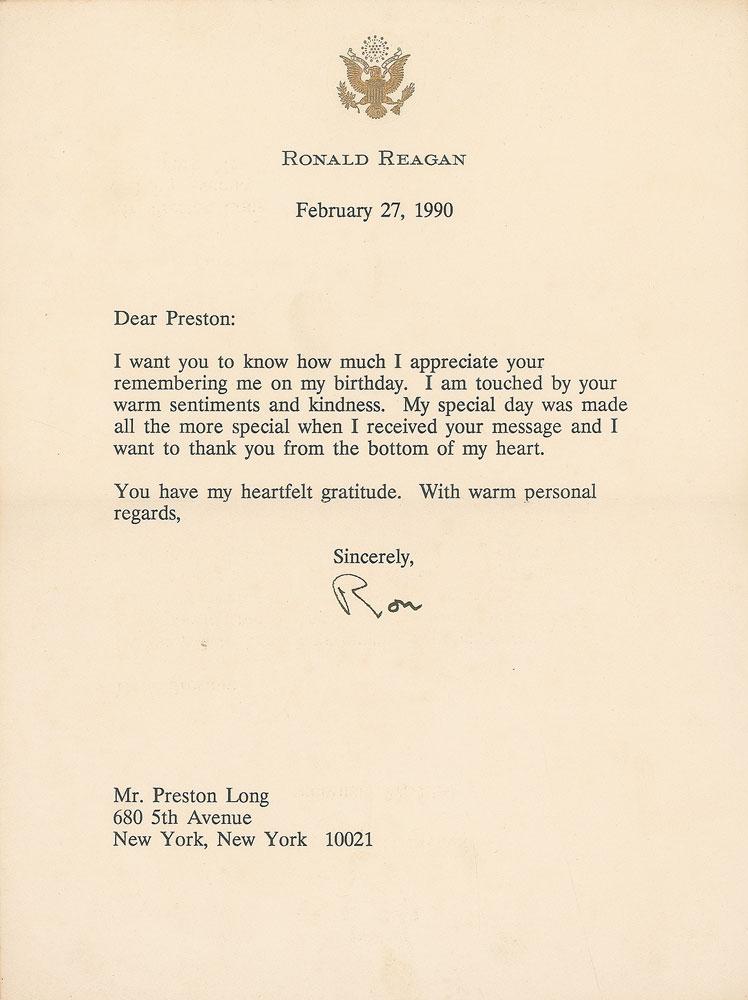 RONALD REAGAN
February 27, 1990
Dear Preston:
I want you to know how much I appreciate your
remembering me on my birthday.  I am touched by your
warm sentiments and kindness.  My special day was made
all the more special when I received your message and I
want to thank you from the bottom of my heart.
You have my heartfelt gratitude.  With warm personal
regards,
Sincerely,
Ron
Mr. Preston Long
680 5th Avenue
New York, New York  10021